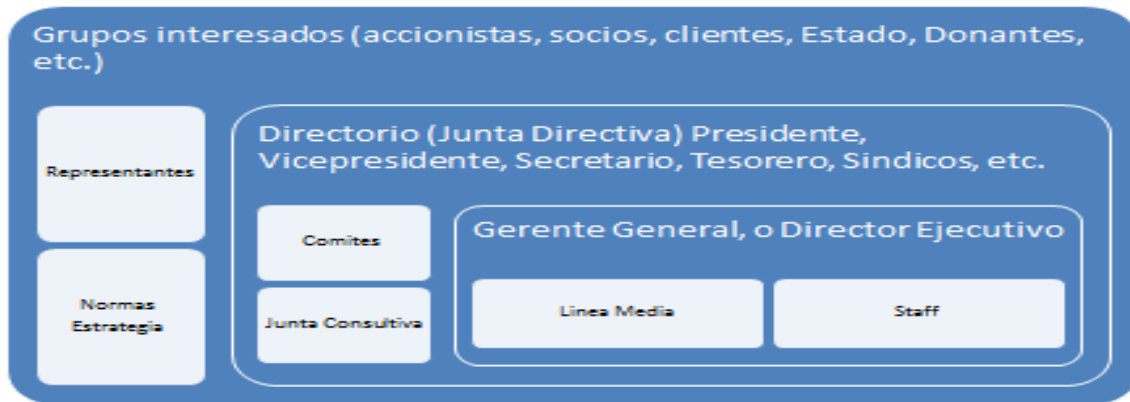 Grupos interesados (accionistas, socios, clientes, Estado, Donantes,
etc.)
Representantes
Normas
Estrategia
Directorio (Junta Directiva) Presidente,
Vicepresidente, Secretario, Tesorero, Sindicos, etc.
Comites
Junta Consultiva
Gerente General, o Director Ejecutivo
Linea Media
Staff